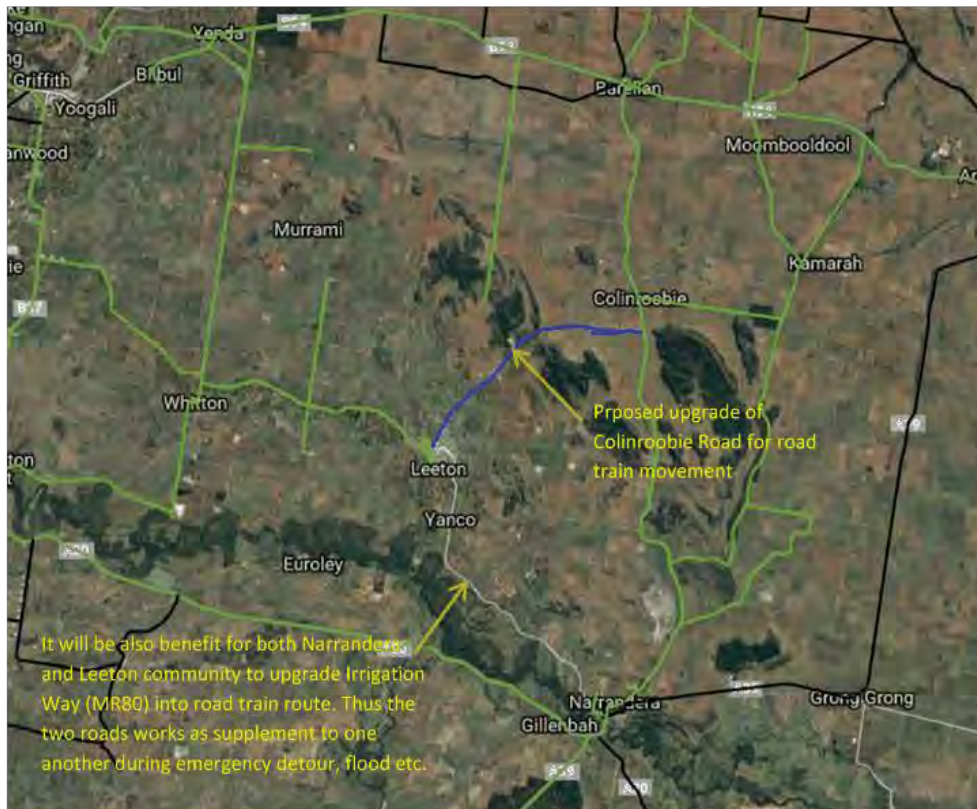 Yenda
Griffith
Bilbul
Yoogali
Barellan
Moombooldool
Murrami
Kamarah
Colinroobie
Whitton
Prposed upgrade of
Colinroobie Road for road
train movement
Leeton
Yanco
Euroley
It will be also benefit for both Narrandera
and Leeton community to upgrade Irrigation
Way (MR80) into road train route. Thus the
two roads works as supplement to one
another during emergency detour, flood etc.
Narrandera
Gillenbah
Grong Grong